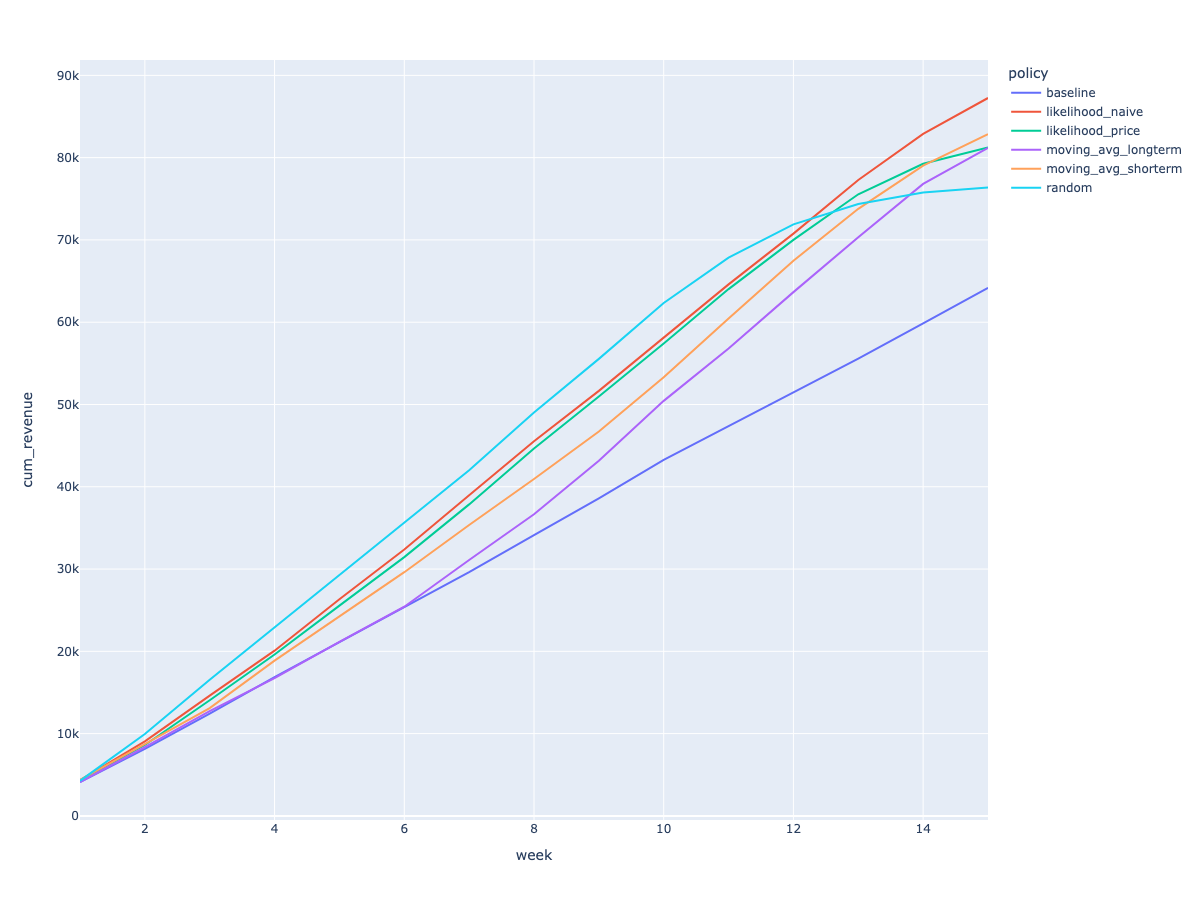 policy
baseline
likelihood_naive
likelihood_price
moving_avg_longterm
moving_avg_shorterm
random
cum_revenue
90k
80k
70k
60k
50k
40k
30k
20k
10k
0
2 4 6 8 10 12 14
week